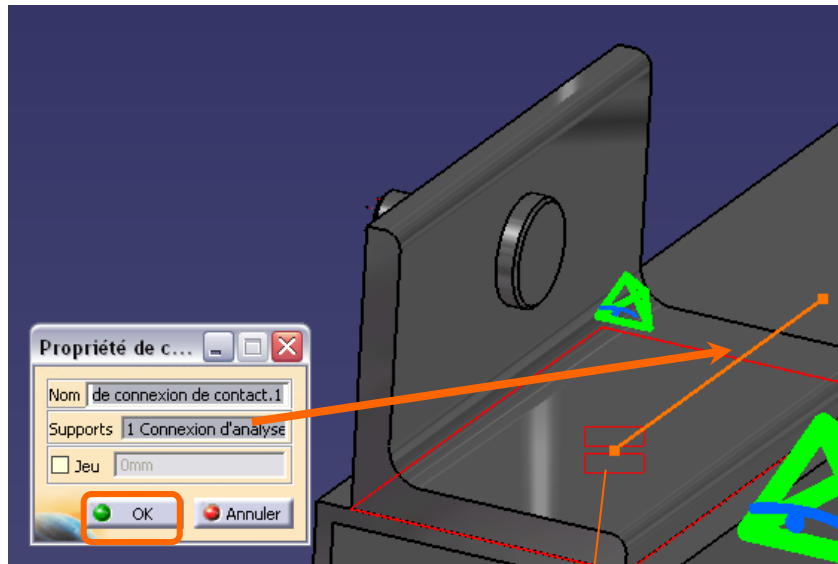 Propriété de c...
Nom de connexion de contact.1
Supports 1 Connexion d'analyse
Jeu 0mm
OK Annuler